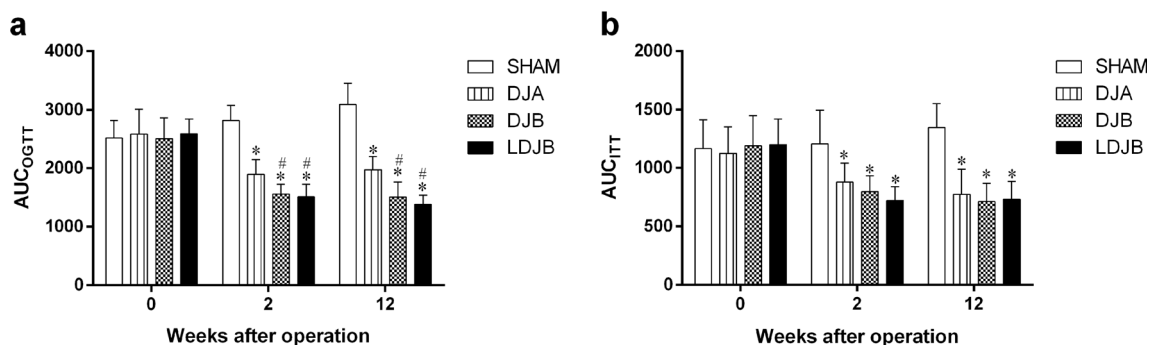 a
AUCOGTT
4000
3000
2000
1000
0
* # * # *
* # * # *
0 2 12
Weeks after operation
SHAM
DJA
DJB
LDJB
b
AUCITT
2000
1500
1000
500
0
* * *
* * *
0 2 12
Weeks after operation
SHAM
DJA
DJB
LDJB